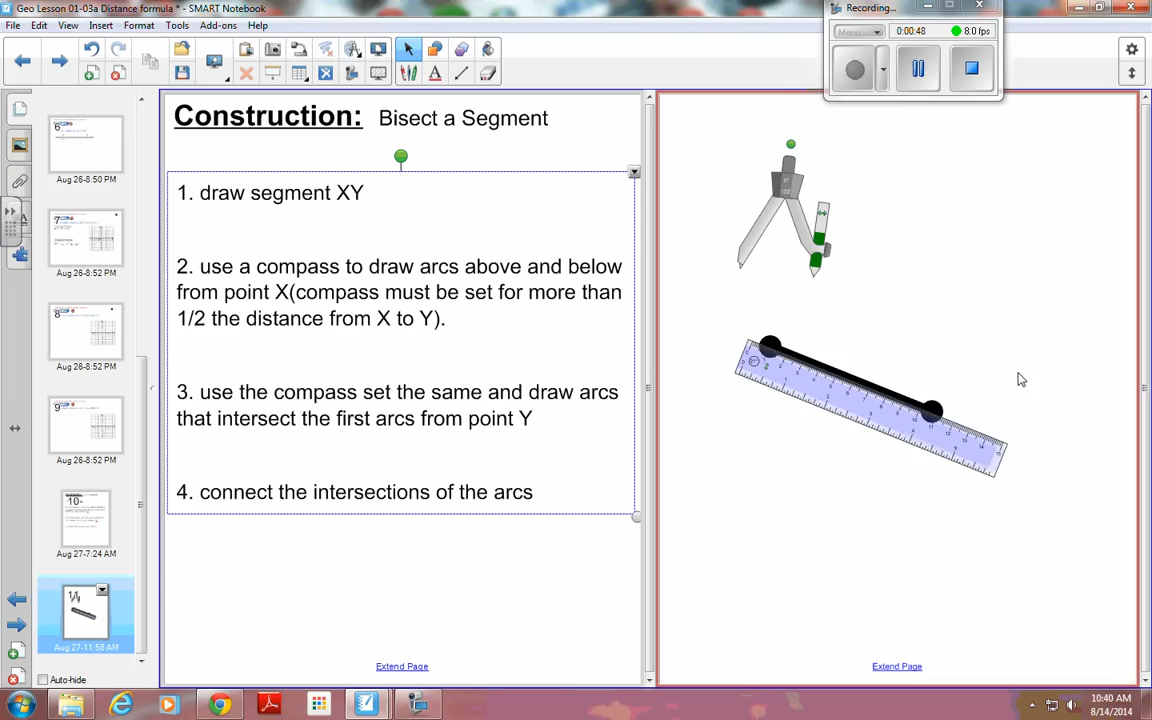 Geo Lesson 01-03a Distance formula * - SMART Notebook
Recording...
File Edit View Insert Format Tools Add-ons Help
Menu 0:00:48 8.0 fps
Construction: Bisect a Segment
1. draw segment XY
2. use a compass to draw arcs above and below
from point X(compass must be set for more than
1/2 the distance from X to Y).
3. use the compass set the same and draw arcs
that intersect the first arcs from point Y
4. connect the intersections of the arcs
6
Aug 26-8:50 PM
7
Aug 26-8:52 PM
8
Aug 26-8:52 PM
9
Aug 26-8:52 PM
10
Aug 27-7:24 AM
Aug 27-11:58 AM
Auto-hide
Extend Page
Extend Page
10:40 AM
8/14/2014